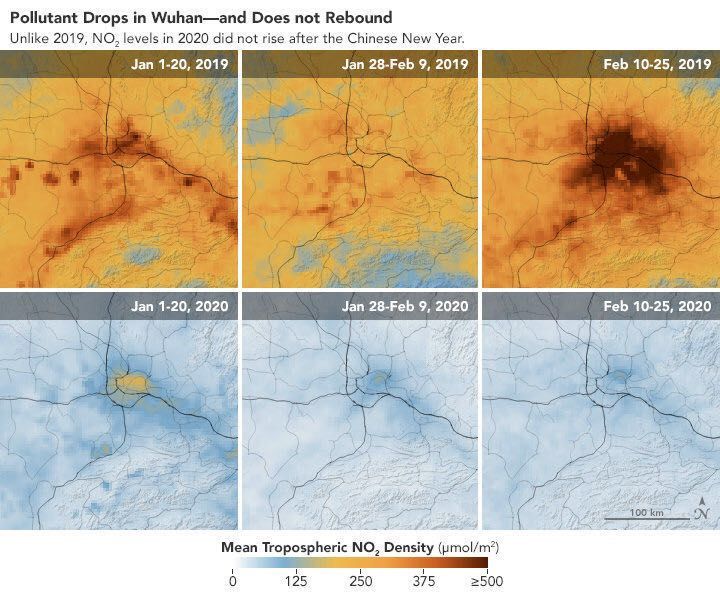 Pollutant Drops in Wuhan—and Does not Rebound
Unlike 2019, NO₂ levels in 2020 did not rise after the Chinese New Year.
Jan 1-20, 2019
Jan 28-Feb 9, 2019
Feb 10-25, 2019
Jan 1-20, 2020
Jan 28-Feb 9, 2020
Feb 10-25, 2020
100 km
N
Mean Tropospheric NO₂ Density (μmol/m²)
0 125 250 375 ≥500